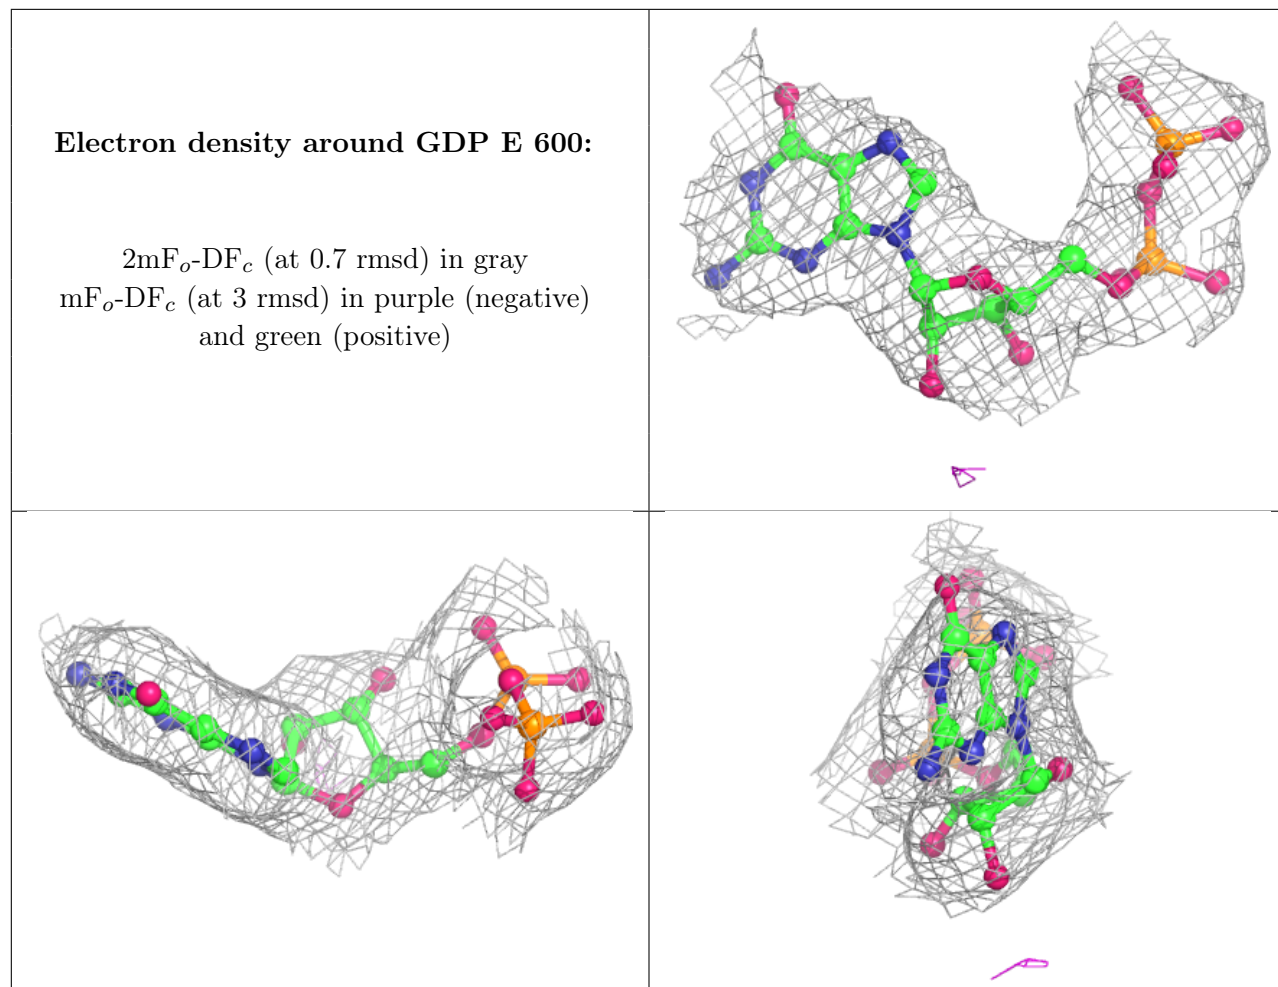 Electron density around GDP E 600:
2mFo-DFc (at 0.7 rmsd) in gray
mFo-DFc (at 3 rmsd) in purple (negative)
and green (positive)